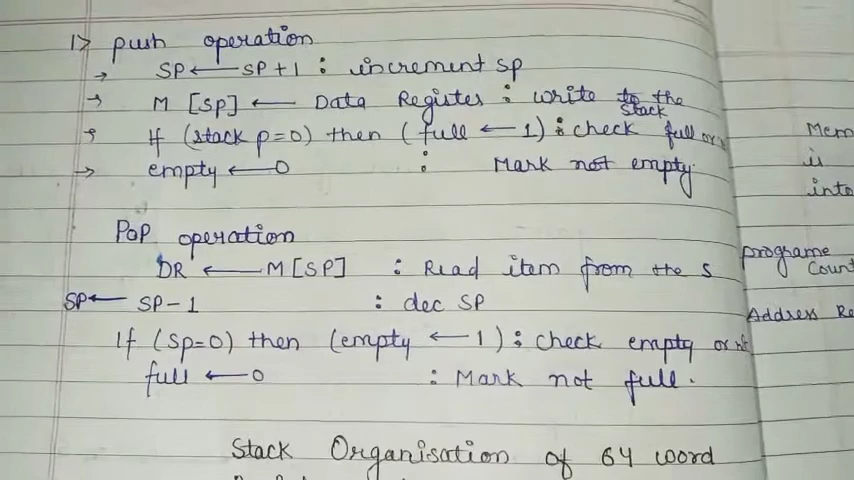 1> push operation
→ SP ← SP+1 : increment SP
→ M [SP] ← Data Register : write to the stack
→ If (stack p=0) then (full ← 1) : check full or
→ empty ← 0 : Mark not empty.
POP operation
DR ← M[SP] : Read item from the S
SP ← SP-1 : dec SP
If (Sp=0) then (empty ← 1) : check empty or not
full ← 0 : Mark not full.
Stack Organisation of 64 word
Mem
is
into
programe
Count
Address Re